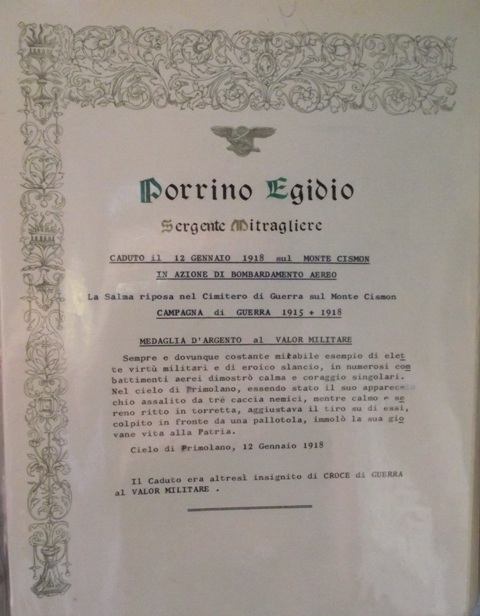 Porrino Egidio
Sergente Mitragliere
CADUTO il 12 GENNAIO 1918 sul MONTE CISMON
IN AZIONE DI BOMBARDAMENTO AEREO
La Salma riposa nel Cimitero di Guerra sul Monte Cismon
CAMPAGNA di GUERRA 1915 + 1918
MEDAGLIA D'ARGENTO al VALOR MILITARE
Sempre e dovunque costante mirabile esempio di elet
te virtù militari e di eroico slancio, in numerosi com
battimenti aerei dimostrò calma e coraggio singolari.
Nel cielo di Primolano, essendo stato il suo apparec
chio assalito da tre caccia nemici, mentre calmo e se
reno ritto in torretta, aggiustava il tiro su di essi,
colpito in fronte da una pallotola, immolò la sua gio
vane vita alla Patria.
Cielo di Primolano, 12 Gennaio 1918
Il Caduto era altresì insignito di CROCE di GUERRA
al VALOR MILITARE .